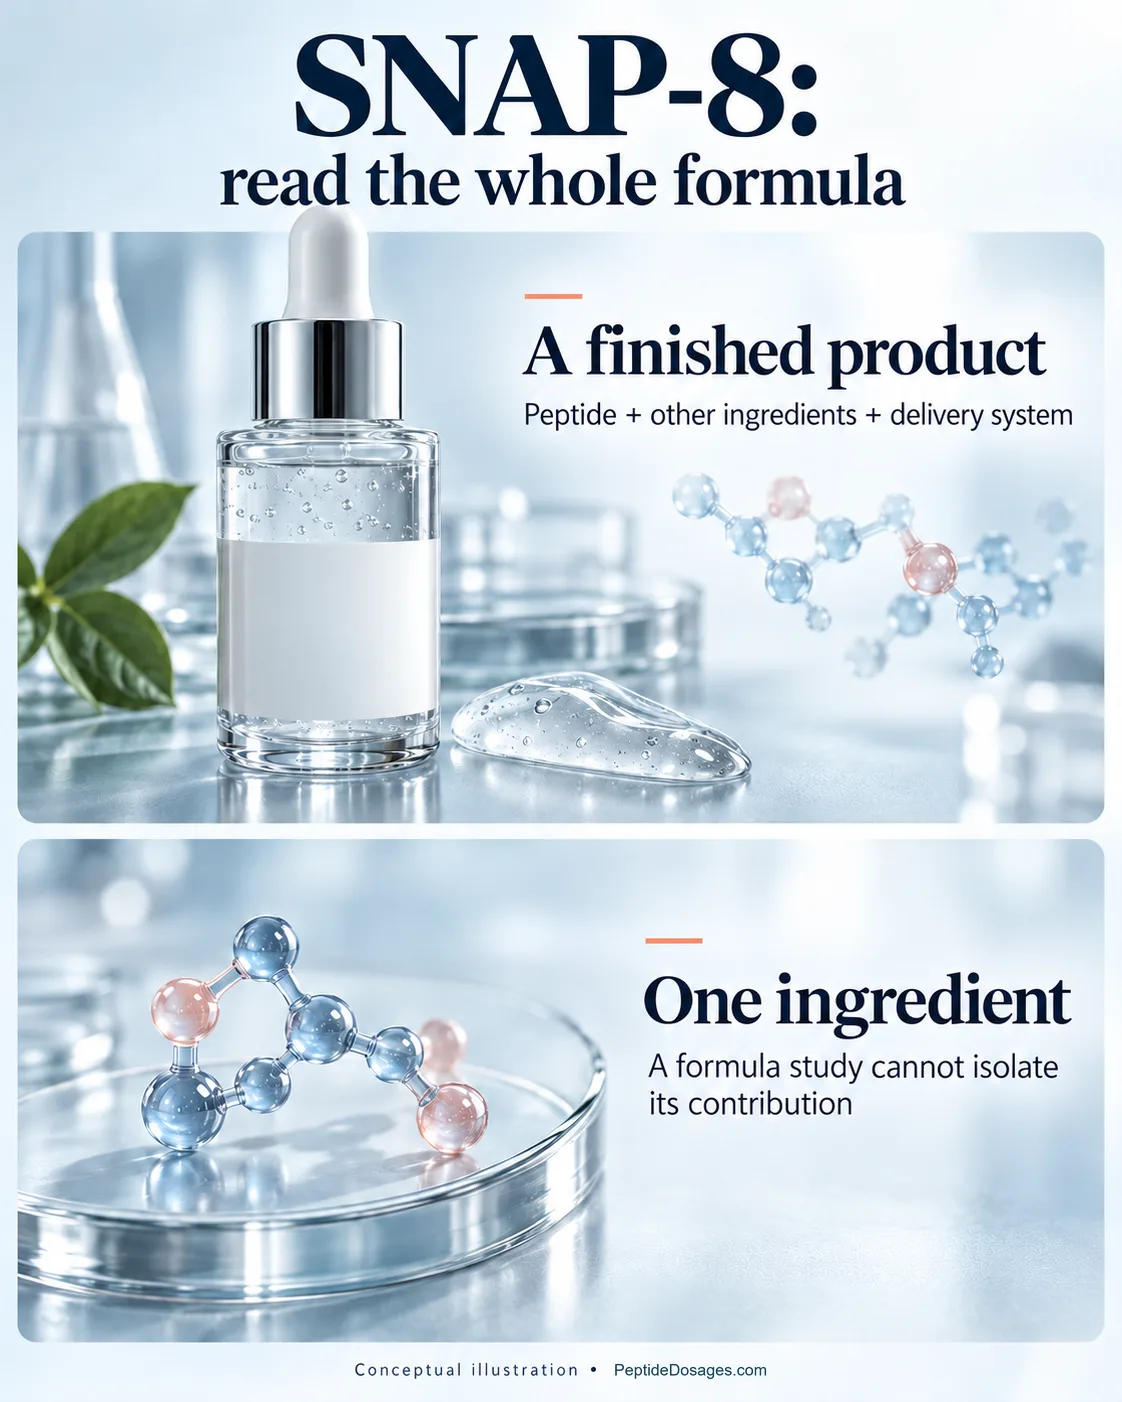 SNAP-8:
read the whole formula
A finished product
Peptide + other ingredients + delivery system
One ingredient
A formula study cannot isolate
its contribution
Conceptual illustration • PeptideDosages.com